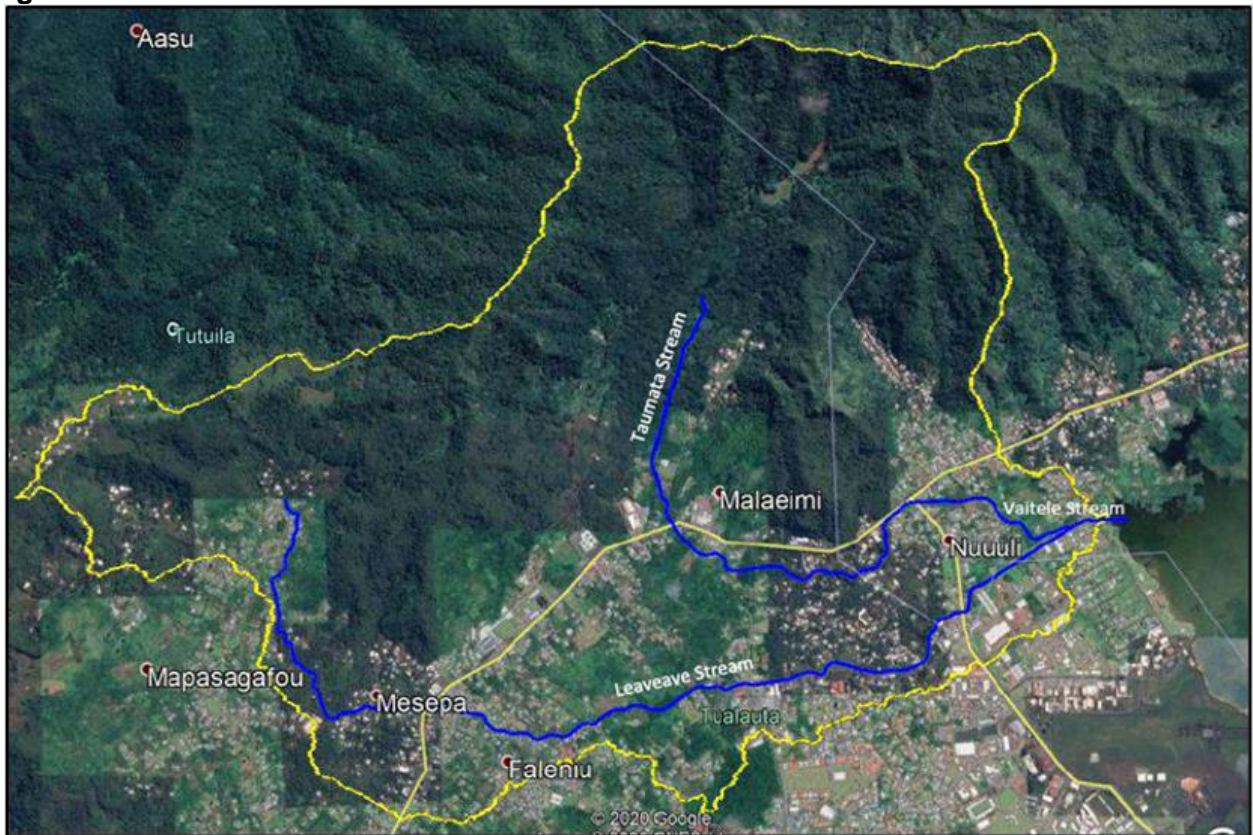 Aasu
Tutuila
Taumata Stream
Malaeimi
Vaitele Stream
Nuuuli
Mapasagafou
Mesepa
Leaveave Stream
Tualauta
Faleniu
© 2020 Google